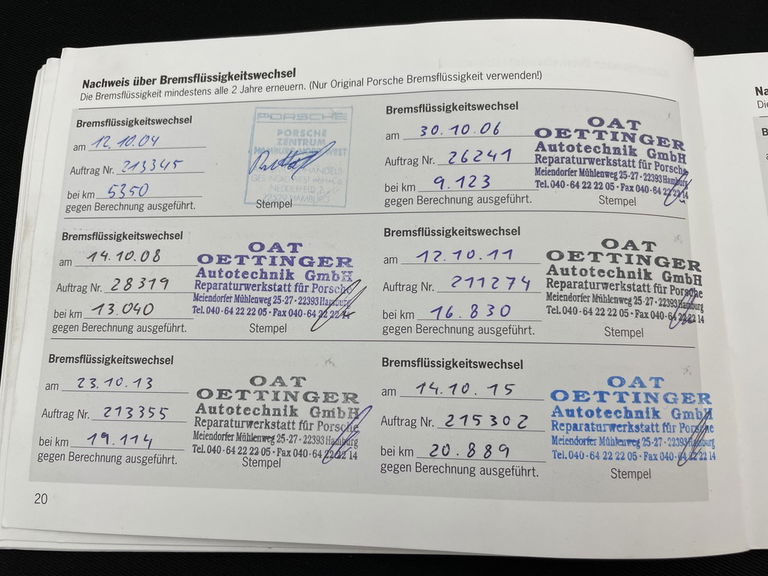 Nachweis über Bremsflüssigkeitswechsel
Die Bremsflüssigkeit mindestens alle 2 Jahre erneuern. (Nur Original Porsche Bremsflüssigkeit verwenden!)
Bremsflüssigkeitswechsel
am 12.10.04
Auftrag Nr. 213345
bei km 5350
gegen Berechnung ausgeführt.
PORSCHE
PORSCHE
ZENTRUM
Stempel
Bremsflüssigkeitswechsel
am 30.10.06
Auftrag Nr. 26241
bei km 9.123
gegen Berechnung ausgeführt.
OAT
OETTINGER
Autotechnik GmbH
Reparaturwerkstatt für Porsche
Meiendorfer Mühlenweg 25-27 · 22393 Hamburg
Tel. 040 - 64 22 22 05 · Fax 040 - 64 22 22 14
Stempel
Bremsflüssigkeitswechsel
am 14.10.08
Auftrag Nr. 28319
bei km 13.040
gegen Berechnung ausgeführt.
OAT
OETTINGER
Autotechnik GmbH
Reparaturwerkstatt für Porsche
Meiendorfer Mühlenweg 25-27 · 22393 Hamburg
Tel. 040 - 64 22 22 05 · Fax 040 - 64 22 22 14
Stempel
Bremsflüssigkeitswechsel
am 12.10.11
Auftrag Nr. 211274
bei km 16.830
gegen Berechnung ausgeführt.
OAT
OETTINGER
Autotechnik GmbH
Reparaturwerkstatt für Porsche
Meiendorfer Mühlenweg 25-27 · 22393 Hamburg
Tel. 040 - 64 22 22 05 · Fax 040 - 64 22 22 14
Stempel
Bremsflüssigkeitswechsel
am 23.10.13
Auftrag Nr. 213355
bei km 19.114
gegen Berechnung ausgeführt.
OAT
OETTINGER
Autotechnik GmbH
Reparaturwerkstatt für Porsche
Meiendorfer Mühlenweg 25-27 · 22393 Hamburg
Tel. 040 - 64 22 22 05 · Fax 040 - 64 22 22 14
Stempel
Bremsflüssigkeitswechsel
am 14.10.15
Auftrag Nr. 215302
bei km 20.889
gegen Berechnung ausgeführt.
OAT
OETTINGER
Autotechnik GmbH
Reparaturwerkstatt für Porsche
Meiendorfer Mühlenweg 25-27 · 22393 Hamburg
Tel. 040 - 64 22 22 05 · Fax 040 - 64 22 22 14
Stempel
20